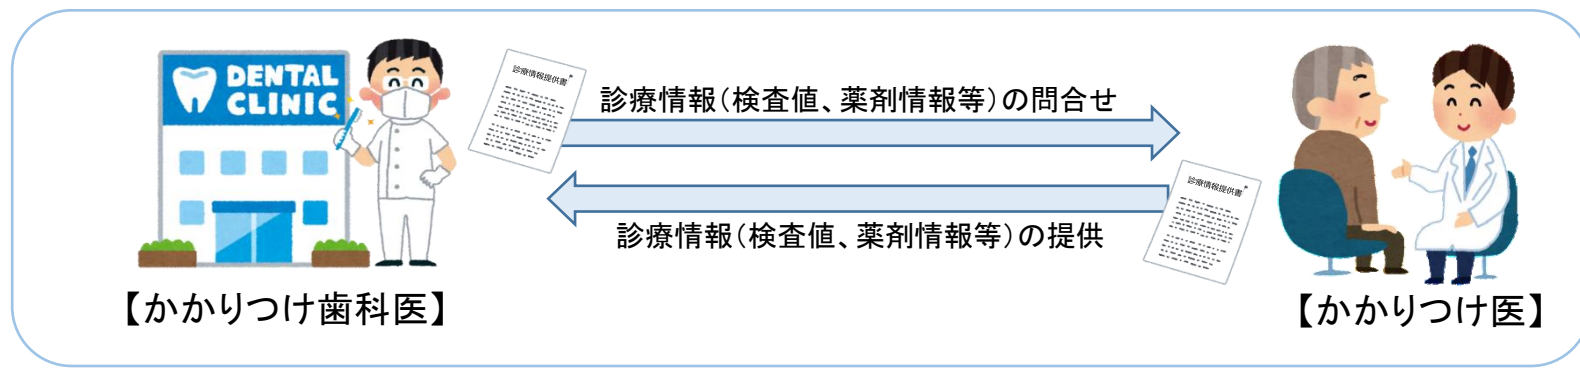 DENTAL
CLINIC
診療情報提供書
診療情報（検査値、薬剤情報等）の問合せ
診療情報提供書
診療情報（検査値、薬剤情報等）の提供
【かかりつけ歯科医】
【かかりつけ医】